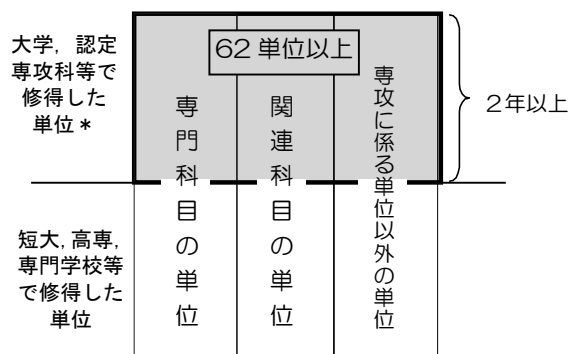 大学，認定
専攻科等で
修得した
単位＊
62 単位以上
専門科目の単位
関連科目の単位
専攻に係る単位以外の単位
２年以上
短大，高専，
専門学校等
で修得した
単位